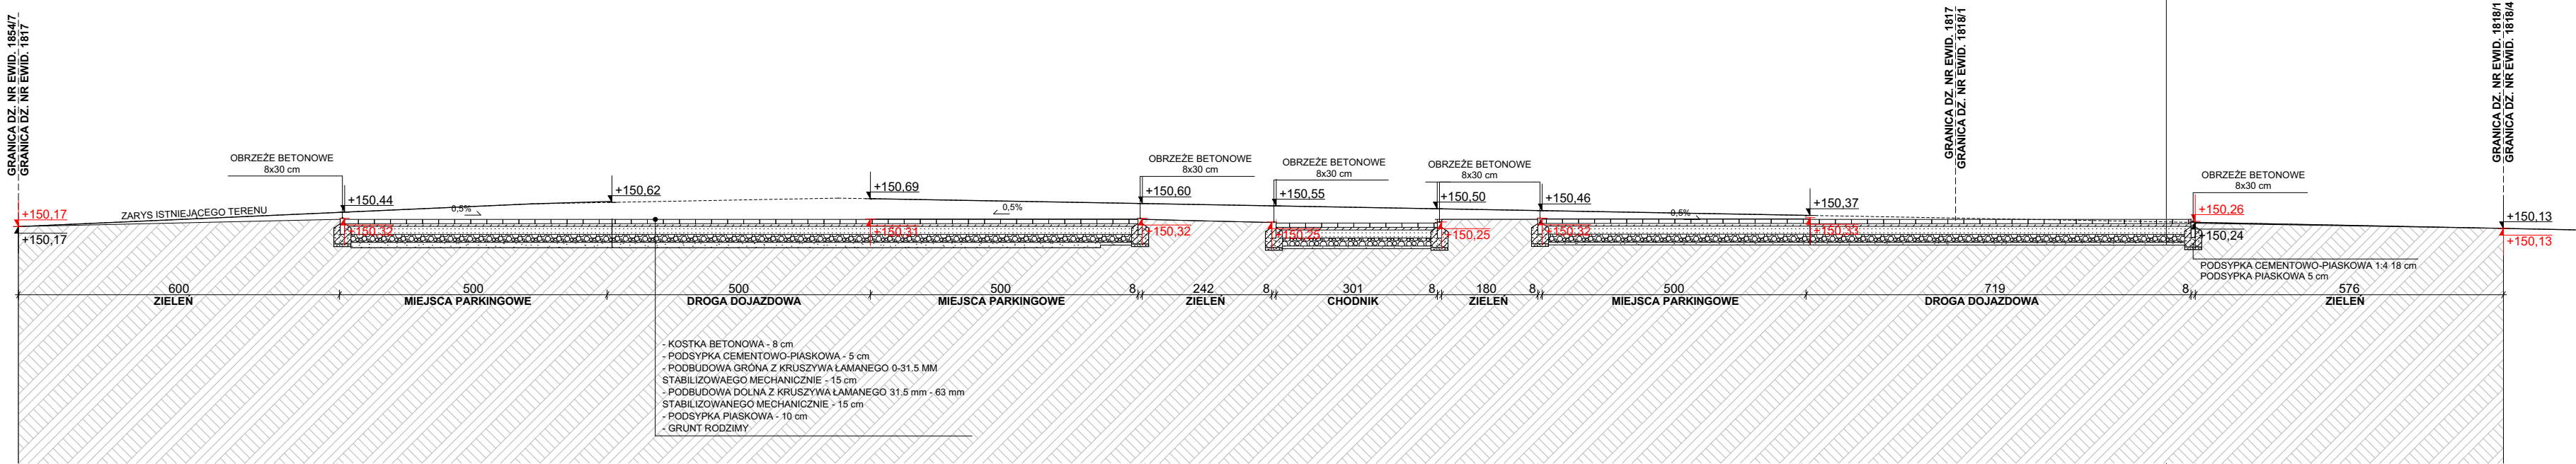 GRANICA DZ. NR EWID. 1854/7
GRANICA DZ. NR EWID. 1817
GRANICA DZ. NR EWID. 1817
GRANICA DZ. NR EWID. 1818/1
GRANICA DZ. NR EWID. 1818/1
GRANICA DZ. NR EWID. 1818/4
OBRZEŻE BETONOWE
8x30 cm
OBRZEŻE BETONOWE
8x30 cm
OBRZEŻE BETONOWE
8x30 cm
OBRZEŻE BETONOWE
8x30 cm
OBRZEŻE BETONOWE
8x30 cm
+150,17
+150,17
ZARYS ISTNIEJĄCEGO TERENU
+150,44
+150,32
0,5%
+150,62
+150,69
+150,31
0,5%
+150,60
+150,32
+150,55
+150,25
+150,50
+150,25
+150,46
+150,32
0,5%
+150,37
+150,33
+150,26
+150,24
+150,13
+150,13
PODSYPKA CEMENTOWO-PIASKOWA 1:4 18 cm
PODSYPKA PIASKOWA 5 cm
600 500 500 500 8 242 8 301 8 180 8 500 719 8 576
ZIELEŃ MIEJSCA PARKINGOWE DROGA DOJAZDOWA MIEJSCA PARKINGOWE ZIELEŃ CHODNIK ZIELEŃ MIEJSCA PARKINGOWE DROGA DOJAZDOWA ZIELEŃ
- KOSTKA BETONOWA - 8 cm
- PODSYPKA CEMENTOWO-PIASKOWA - 5 cm
- PODBUDOWA GRÓNA Z KRUSZYWA ŁAMANEGO 0-31.5 MM
STABILIZOWAEGO MECHANICZNIE - 15 cm
- PODBUDOWA DOLNA Z KRUSZYWA ŁAMANEGO 31.5 mm - 63 mm
STABILIZOWANEGO MECHANICZNIE - 15 cm
- PODSYPKA PIASKOWA - 10 cm
- GRUNT RODZIMY